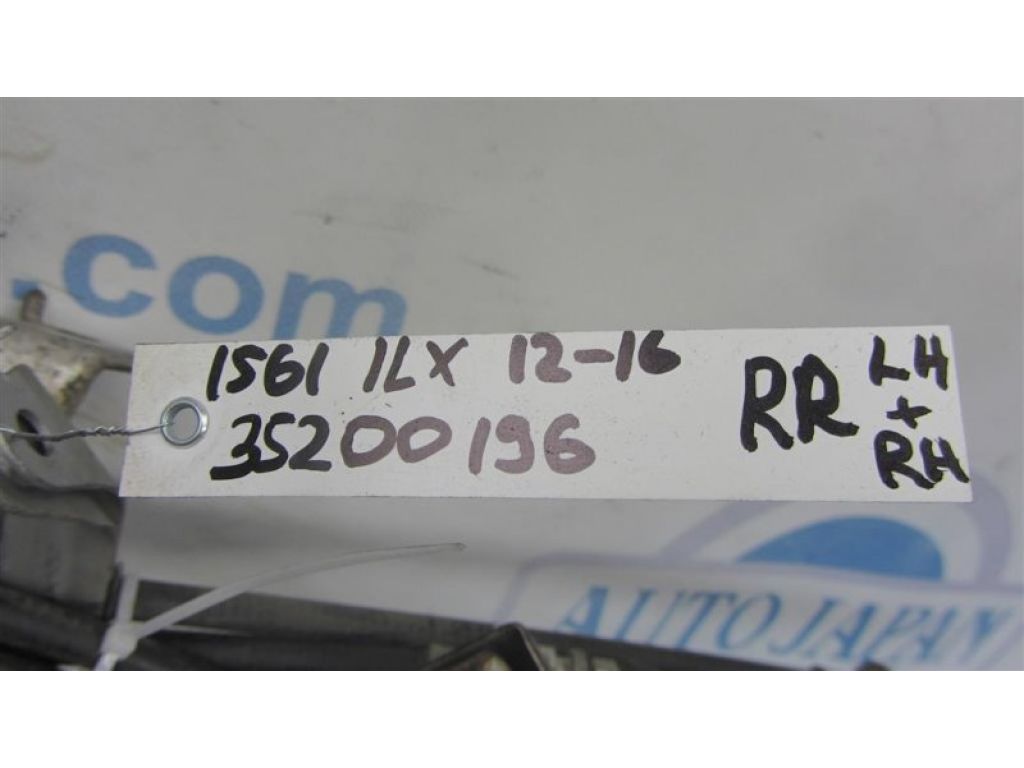 .com
1561 ILX 12-16
35200196
RR LH
+
RH
AUTOJAPAN